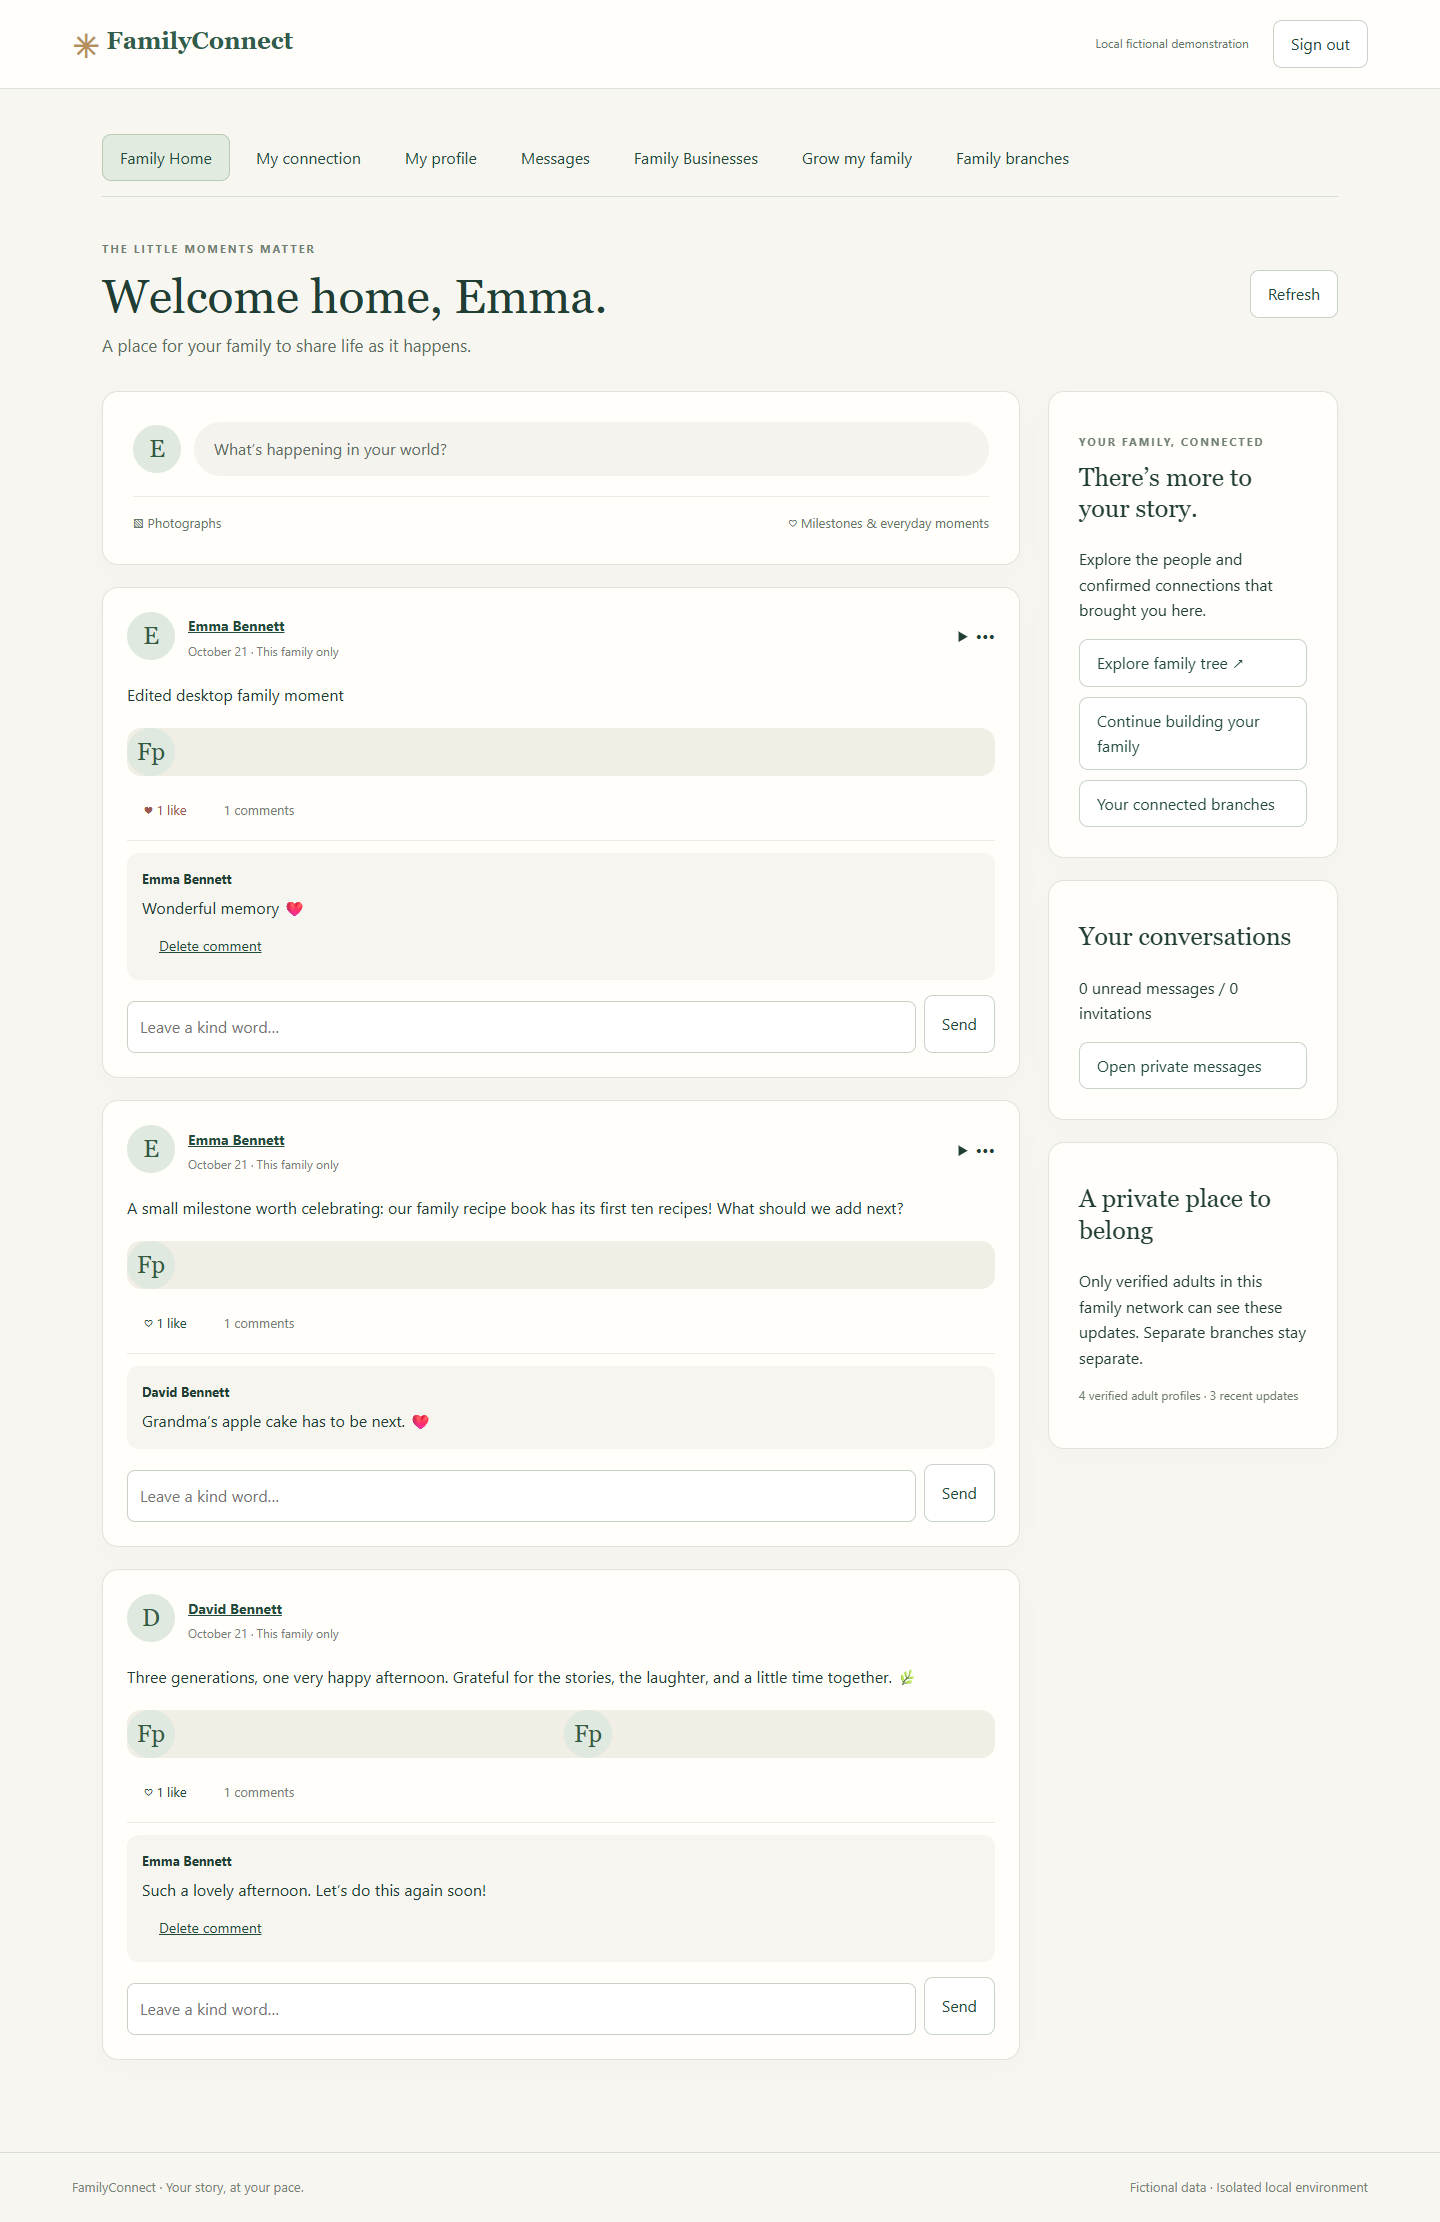 FamilyConnect
Local fictional demonstration
Sign out
Family Home
My connection
My profile
Messages
Family Businesses
Grow my family
Family branches
THE LITTLE MOMENTS MATTER
Welcome home, Emma.
Refresh
A place for your family to share life as it happens.
E
What's happening in your world?
Photographs
♡ Milestones & everyday moments
E
Emma Bennett
October 21 · This family only
▶ •••
Edited desktop family moment
Fp
♥ 1 like
1 comments
Emma Bennett
Wonderful memory ❤️
Delete comment
Leave a kind word...
Send
E
Emma Bennett
October 21 · This family only
▶ •••
A small milestone worth celebrating: our family recipe book has its first ten recipes! What should we add next?
Fp
♡ 1 like
1 comments
David Bennett
Grandma's apple cake has to be next. ❤️
Leave a kind word...
Send
D
David Bennett
October 21 · This family only
Three generations, one very happy afternoon. Grateful for the stories, the laughter, and a little time together. 🌿
Fp
Fp
♡ 1 like
1 comments
Emma Bennett
Such a lovely afternoon. Let's do this again soon!
Delete comment
Leave a kind word...
Send
YOUR FAMILY, CONNECTED
There's more to
your story.
Explore the people and
confirmed connections that
brought you here.
Explore family tree ↗
Continue building your
family
Your connected branches
Your conversations
0 unread messages / 0
invitations
Open private messages
A private place to
belong
Only verified adults in this
family network can see these
updates. Separate branches stay
separate.
4 verified adult profiles · 3 recent updates
FamilyConnect · Your story, at your pace.
Fictional data · Isolated local environment